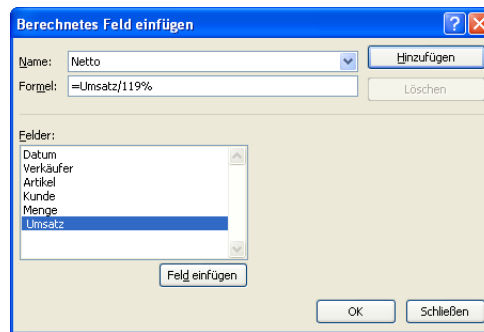 Berechnetes Feld einfügen
Name: Netto Hinzufügen
Formel: =Umsatz/119% Löschen
Felder:
Datum
Verkäufer
Artikel
Kunde
Menge
Umsatz
Feld einfügen
OK Schließen